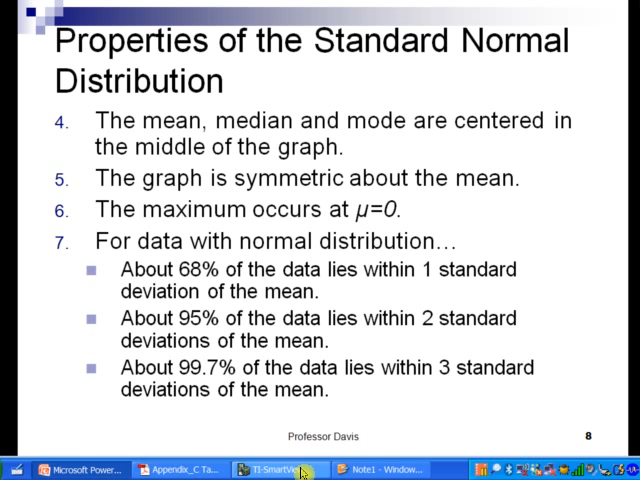 Properties of the Standard Normal
Distribution
4. The mean, median and mode are centered in
the middle of the graph.
5. The graph is symmetric about the mean.
6. The maximum occurs at µ=0.
7. For data with normal distribution…
About 68% of the data lies within 1 standard
deviation of the mean.
About 95% of the data lies within 2 standard
deviations of the mean.
About 99.7% of the data lies within 3 standard
deviations of the mean.
Professor Davis
8
Microsoft Power...
Appendix_C Ta...
Note1 - Window...